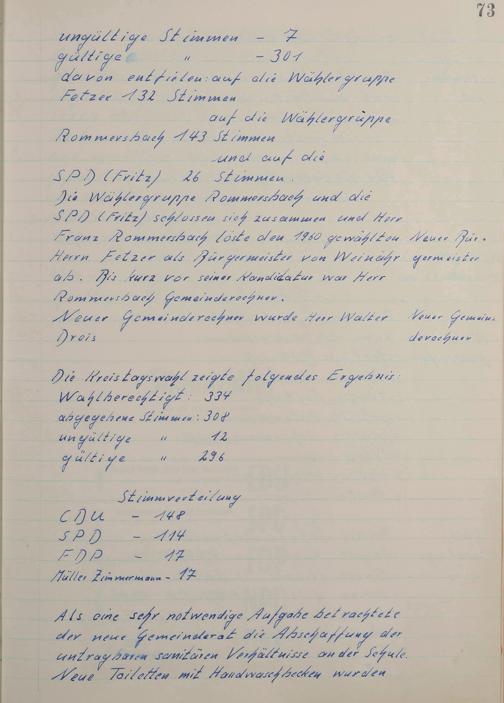 73
ungültige Stimmen - 7
gültige " - 301
davon entfielen: auf die Wählergruppe
Fetzer 132 Stimmen
auf die Wählergruppe
Rommersbach 143 Stimmen
und auf die
SPD (Fritz) 26 Stimmen.
Die Wählergruppe Rommersbach und die
SPD (Fritz) schlossen sich zusammen und Herr
Franz Rommersbach löste den 1960 gewählten Neuer Bür-
Herrn Fetzer als Bürgermeister von Weinähr germeister
ab. Bis kurz vor seiner Kandidatur war Herr
Rommersbach Gemeinderechner.
Neuer Gemeinderechner wurde Herr Walter Neuer Gemein-
Drois derechner
Die Kreistagswahl zeigte folgendes Ergebnis:
Wahlberechtigt: 334
abgegebene Stimmen: 308
ungültige " 12
gültige " 296
Stimmverteilung
CDU - 148
SPD - 114
FDP - 17
Müller Zimmermann - 17
Als eine sehr notwendige Aufgabe betrachtete
der neue Gemeinderat die Abschaffung der
untragbaren sanitären Verhältnisse an der Schule.
Neue Toiletten mit Handwaschbecken wurden